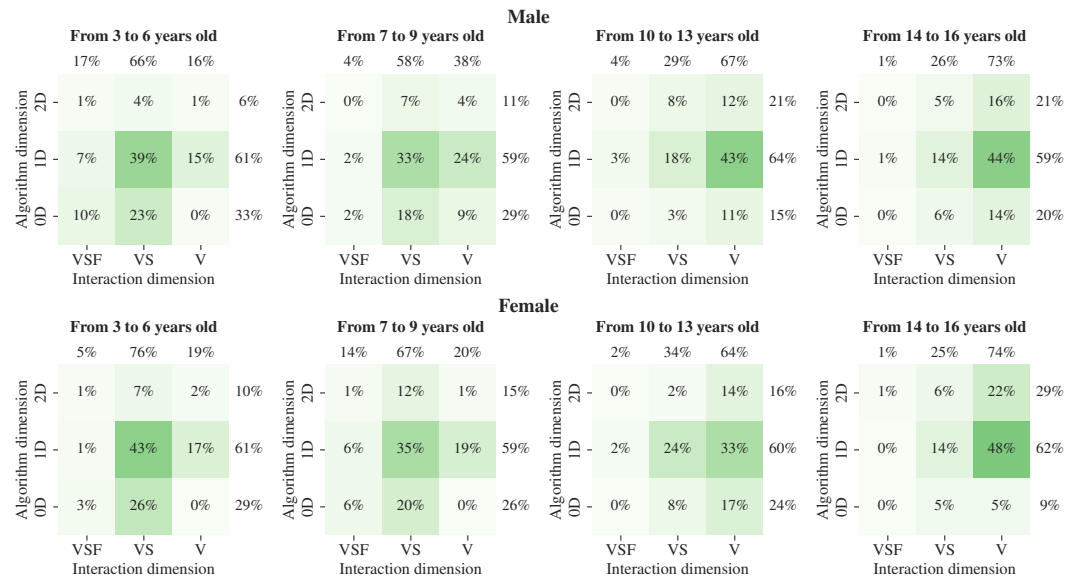 Male
From 3 to 6 years old From 7 to 9 years old From 10 to 13 years old From 14 to 16 years old
17% 66% 16% 4% 58% 38% 4% 29% 67% 1% 26% 73%
2D 1% 4% 1% 6% 2D 0% 7% 4% 11% 2D 0% 8% 12% 21% 2D 0% 5% 16% 21%
Algorithm dimension 1D 7% 39% 15% 61% Algorithm dimension 1D 2% 33% 24% 59% Algorithm dimension 1D 3% 18% 43% 64% Algorithm dimension 1D 1% 14% 44% 59%
0D 10% 23% 0% 33% 0D 2% 18% 9% 29% 0D 0% 3% 11% 15% 0D 0% 6% 14% 20%
VSF VS V VSF VS V VSF VS V VSF VS V
Interaction dimension Interaction dimension Interaction dimension Interaction dimension
Female
From 3 to 6 years old From 7 to 9 years old From 10 to 13 years old From 14 to 16 years old
5% 76% 19% 14% 67% 20% 2% 34% 64% 1% 25% 74%
2D 1% 7% 2% 10% 2D 1% 12% 1% 15% 2D 0% 2% 14% 16% 2D 1% 6% 22% 29%
Algorithm dimension 1D 1% 43% 17% 61% Algorithm dimension 1D 6% 35% 19% 59% Algorithm dimension 1D 2% 24% 33% 60% Algorithm dimension 1D 0% 14% 48% 62%
0D 3% 26% 0% 29% 0D 6% 20% 0% 26% 0D 0% 8% 17% 24% 0D 0% 5% 5% 9%
VSF VS V VSF VS V VSF VS V VSF VS V
Interaction dimension Interaction dimension Interaction dimension Interaction dimension